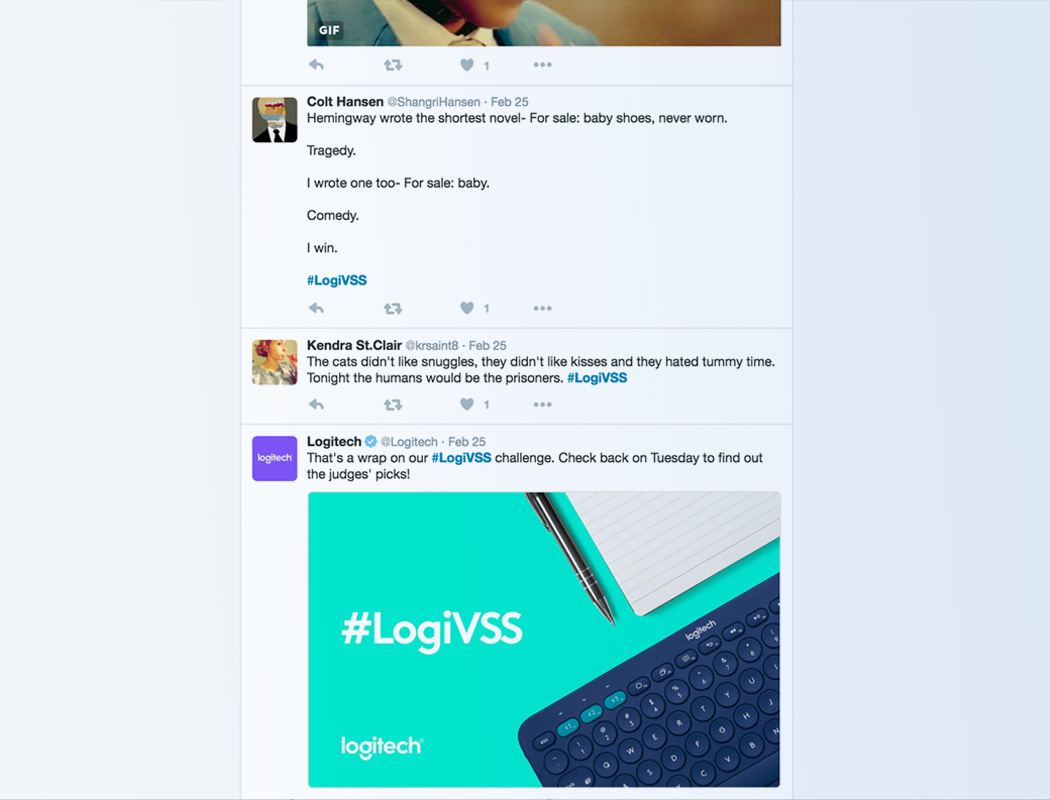 GIF
1
Colt Hansen @ShangriHansen · Feb 25
Hemingway wrote the shortest novel- For sale: baby shoes, never worn.
Tragedy.
I wrote one too- For sale: baby.
Comedy.
I win.
#LogiVSS
1
Kendra St.Clair @krsaint8 · Feb 25
The cats didn't like snuggles, they didn't like kisses and they hated tummy time.
Tonight the humans would be the prisoners. #LogiVSS
1
Logitech @Logitech · Feb 25
logitech
That's a wrap on our #LogiVSS challenge. Check back on Tuesday to find out
the judges' picks!
#LogiVSS
logitech
logitech
esc
Q W E R T Y U I
A S D F G H J
C V B N